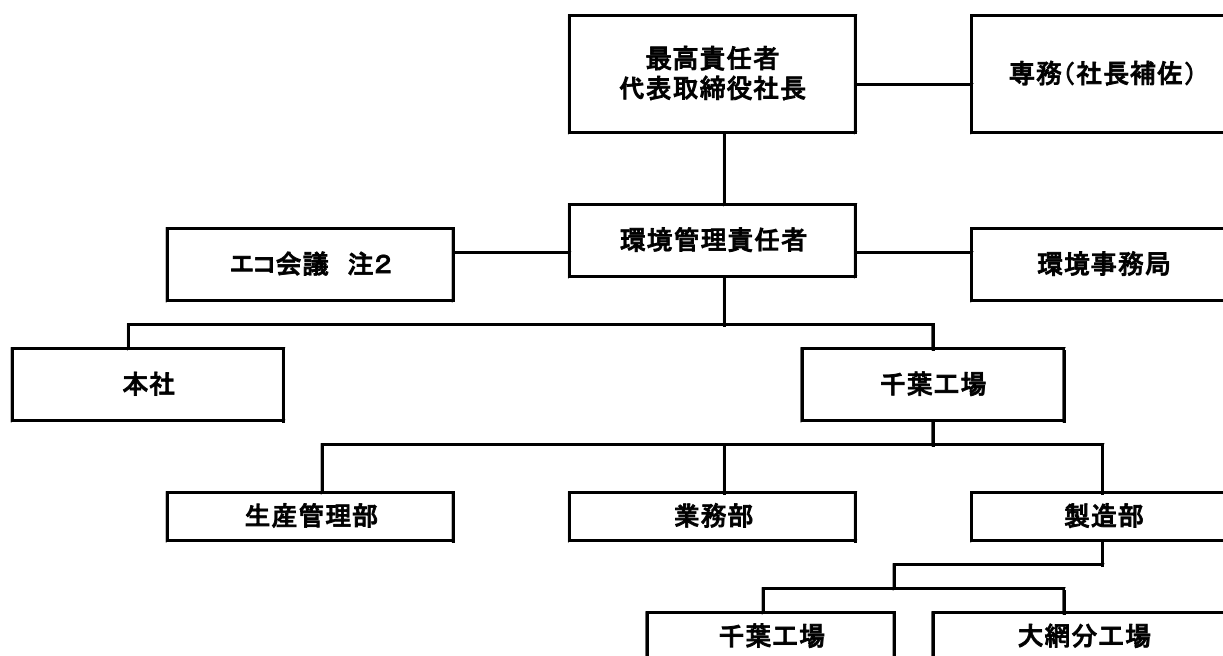 最高責任者
代表取締役社長
専務(社長補佐)
環境管理責任者
エコ会議　注2
環境事務局
本社
千葉工場
生産管理部
業務部
製造部
千葉工場
大網分工場